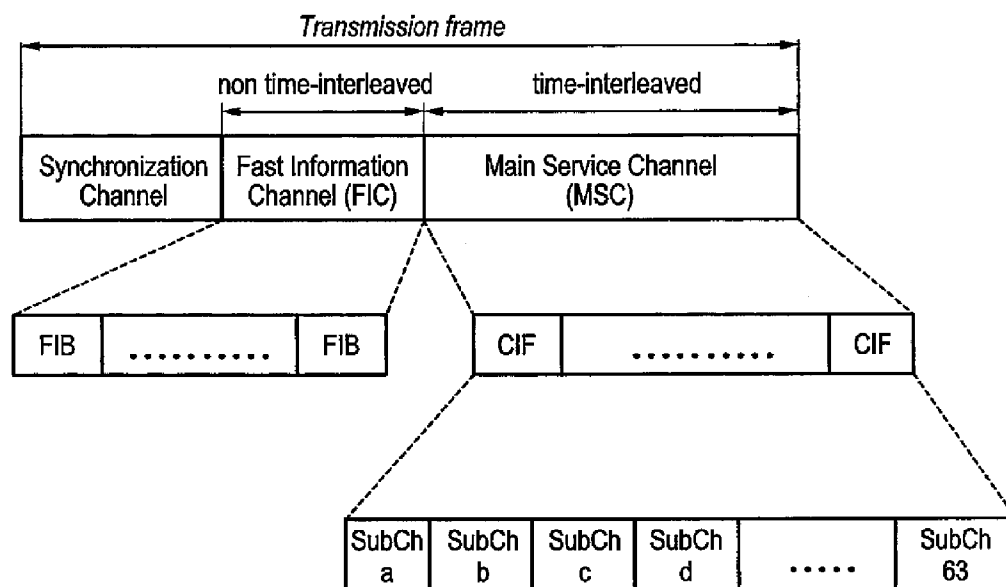 Transmission frame
non time-interleaved
time-interleaved
Synchronization
Channel
Fast Information
Channel (FIC)
Main Service Channel
(MSC)
FIB
..........
FIB
CIF
..........
CIF
SubCh
a
SubCh
b
SubCh
c
SubCh
d
.....
SubCh
63